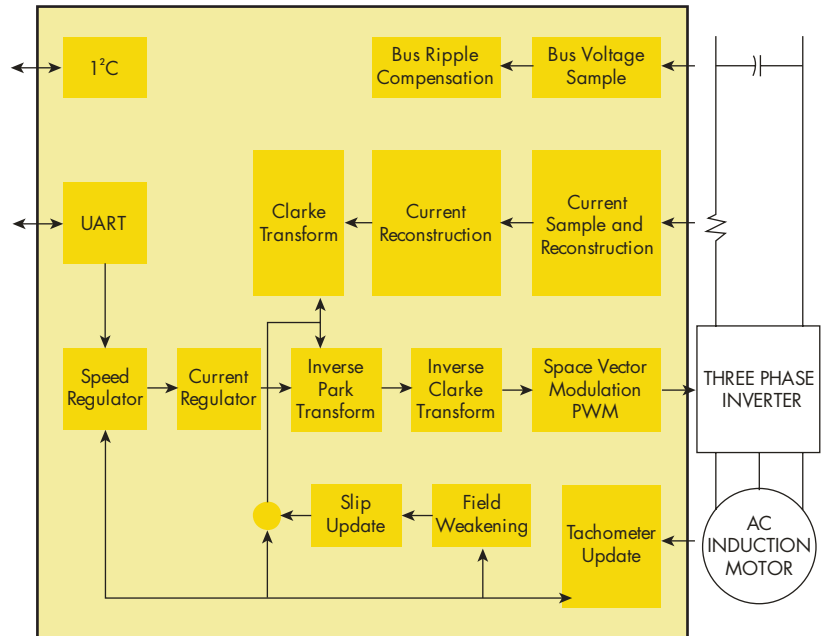 1²C
Bus Ripple
Compensation
Bus Voltage
Sample
UART
Clarke
Transform
Current
Reconstruction
Current
Sample and
Reconstruction
Speed
Regulator
Current
Regulator
Inverse
Park
Transform
Inverse
Clarke
Transform
Space Vector
Modulation
PWM
THREE PHASE
INVERTER
Slip
Update
Field
Weakening
Tachometer
Update
AC
INDUCTION
MOTOR